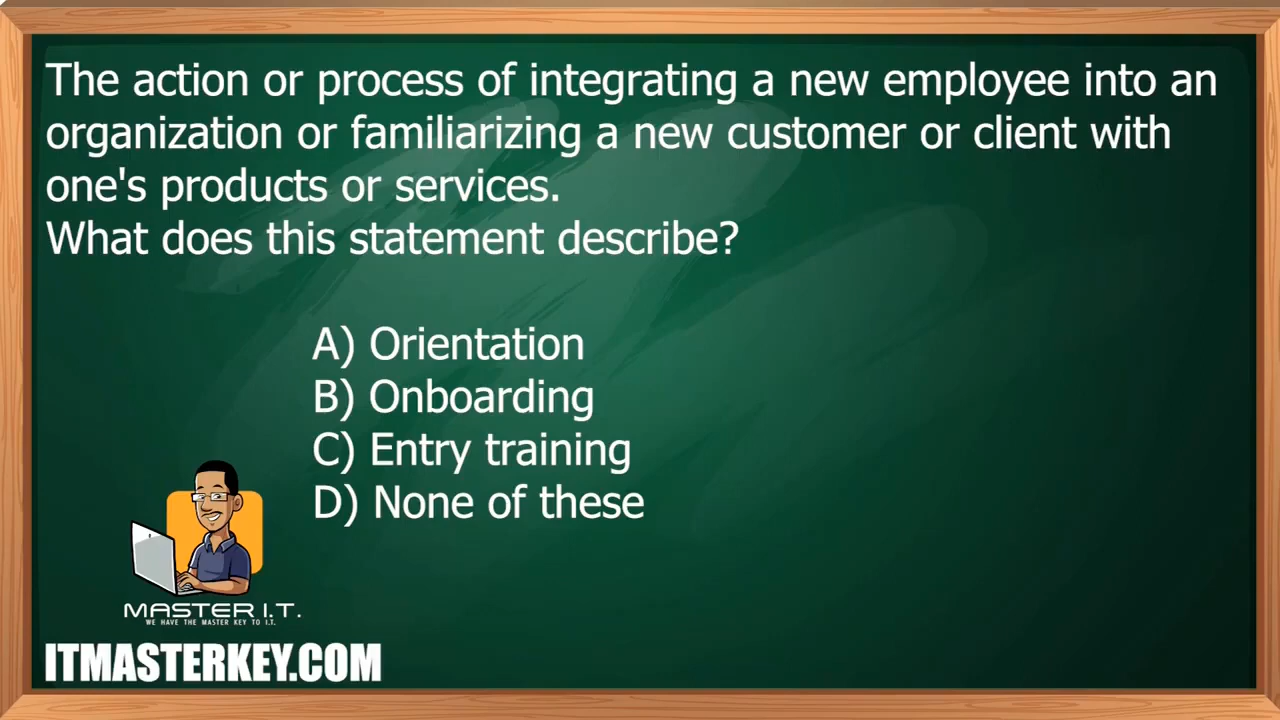 The action or process of integrating a new employee into an
organization or familiarizing a new customer or client with
one's products or services.
What does this statement describe?
A) Orientation
B) Onboarding
C) Entry training
D) None of these
MASTER I.T.
WE HAVE THE MASTER KEY TO I.T.
ITMASTERKEY.COM